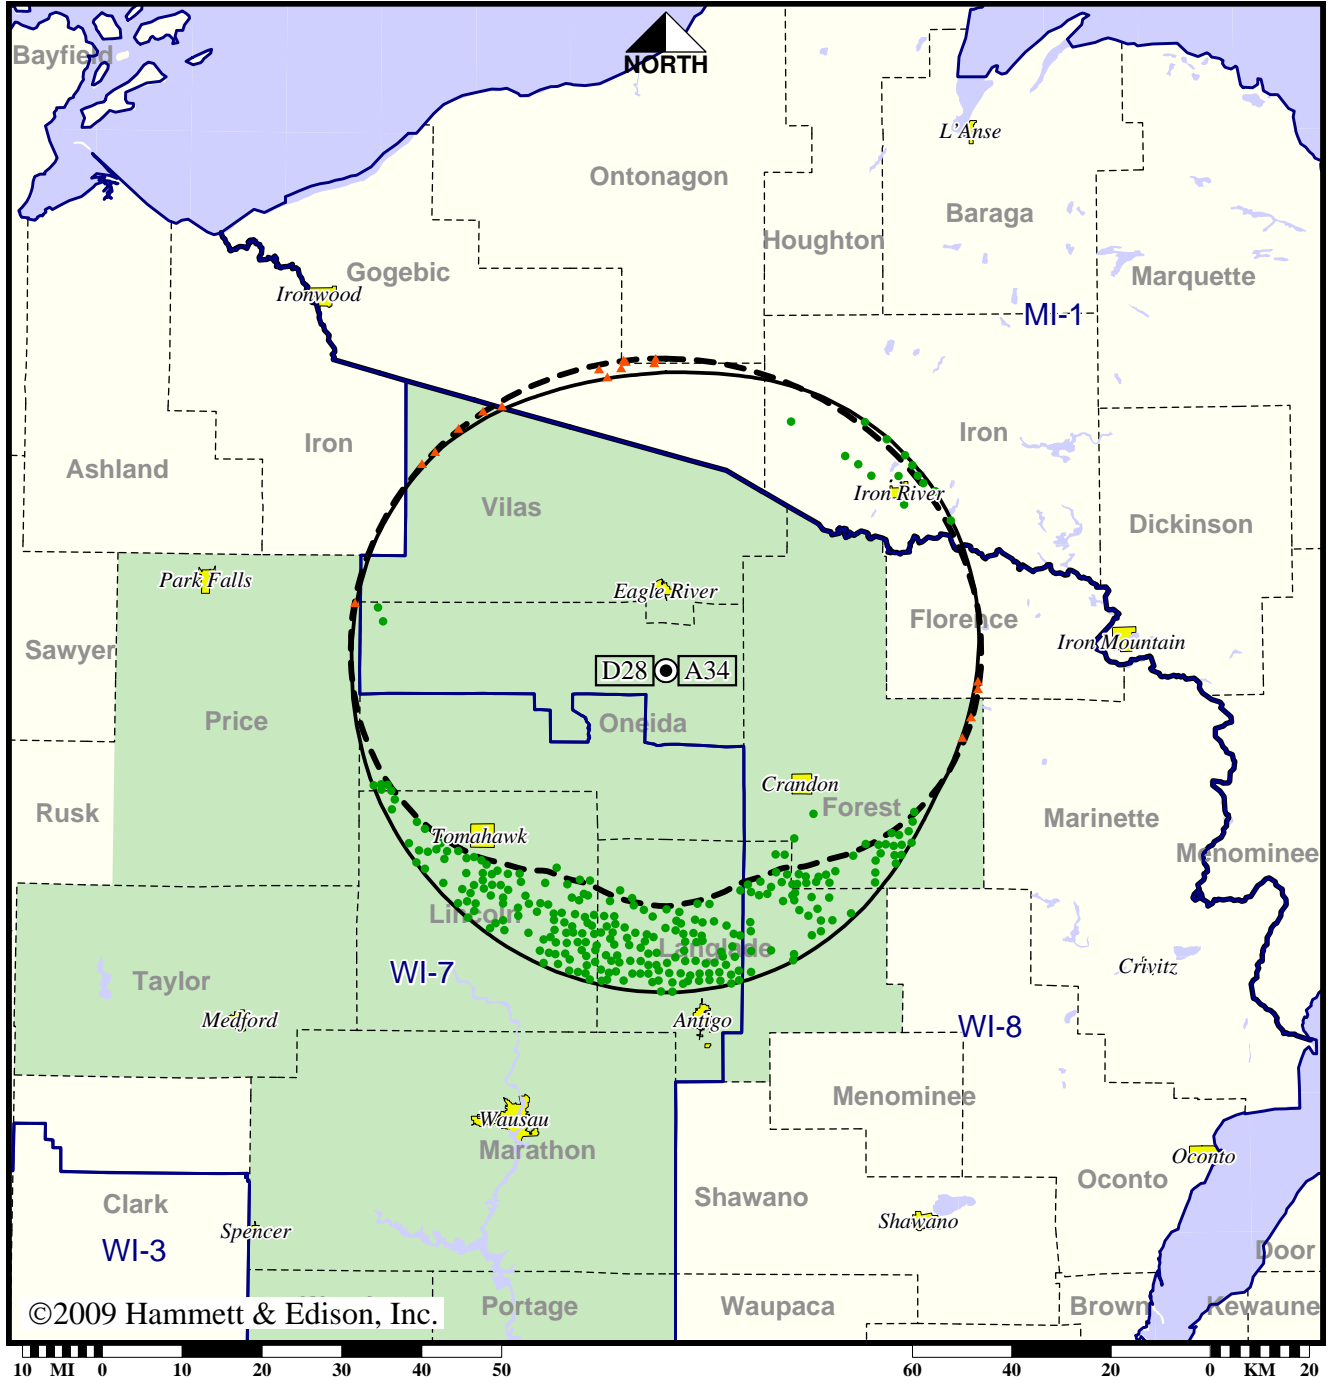 Bayfield
NORTH
L'Anse
Ontonagon
Baraga
Houghton
Gogebic
Marquette
Ironwood
MI-1
Iron
Iron
Ashland
Iron River
Vilas
Dickinson
Park Falls
Eagle River
Florence
Iron Mountain
Sawyer
D28 A34
Price
Oneida
Crandon
Forest
Rusk
Marinette
Tomahawk
Menominee
Lincoln
Langlade
WI-7
Crivitz
Taylor
Medford
Antigo
WI-8
Menominee
Wausau
Marathon
Oconto
Oconto
Shawano
Clark
Shawano
Spencer
WI-3
Door
©2009 Hammett & Edison, Inc.
Portage
Waupaca
Brown
Kewaune
10 MI 0 10 20 30 40 50
60 40 20 0 KM 20